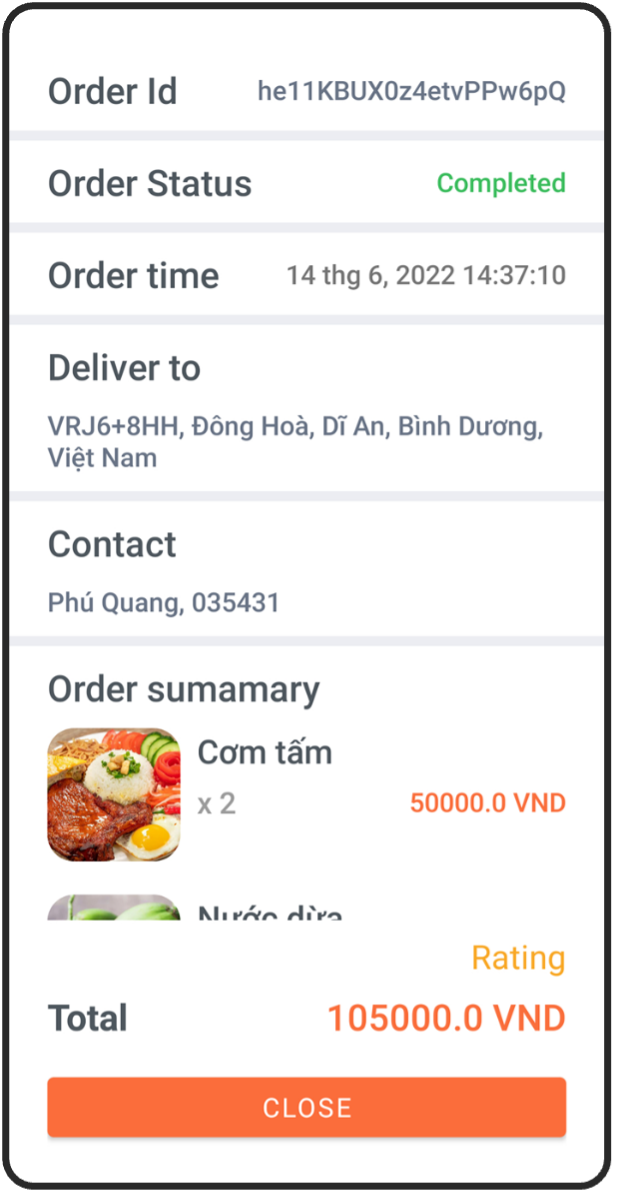 Order Id
he11KBUX0z4etvPPw6pQ
Order Status
Completed
Order time
14 thg 6, 2022 14:37:10
Deliver to
VRJ6+8HH, Đông Hoà, Dĩ An, Bình Dương,
Việt Nam
Contact
Phú Quang, 035431
Order sumamary
Cơm tấm
x 2
50000.0 VND
Nước dừa
Rating
Total
105000.0 VND
CLOSE